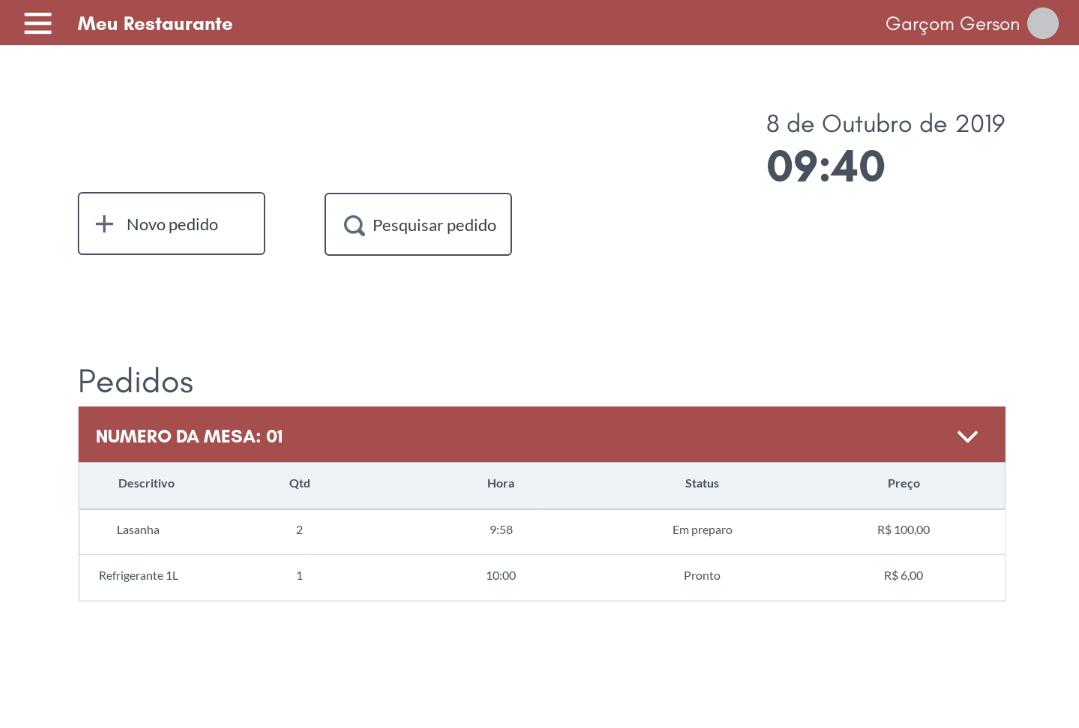 Meu Restaurante
Garçom Gerson
8 de Outubro de 2019
09:40
Novo pedido
Pesquisar pedido
Pedidos
NUMERO DA MESA: 01
Descritivo Qtd Hora Status Preço
Lasanha 2 9:58 Em preparo R$ 100,00
Refrigerante 1L 1 10:00 Pronto R$ 6,00